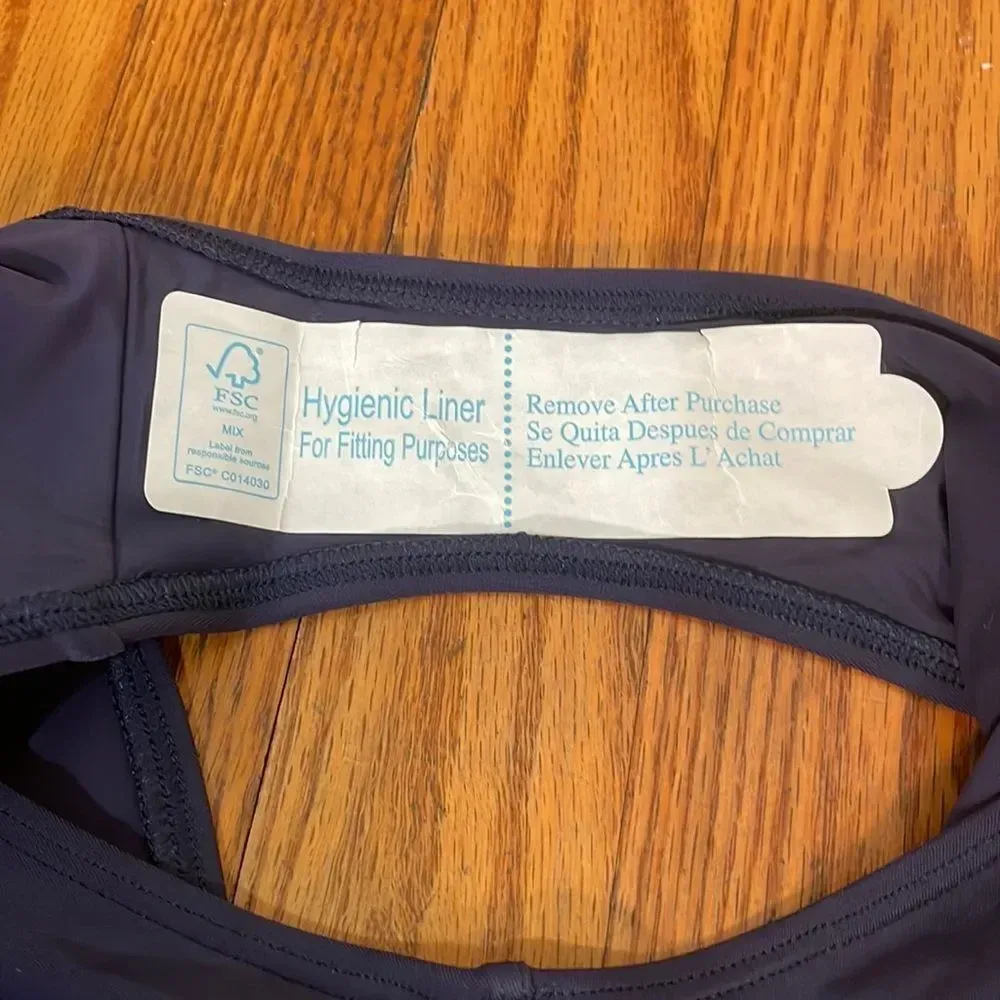 FSC®
www.fsc.org
MIX
Label from
responsible sources
FSC® C014030
Hygienic Liner
For Fitting Purposes
Remove After Purchase
Se Quita Despues de Comprar
Enlever Apres L' Achat